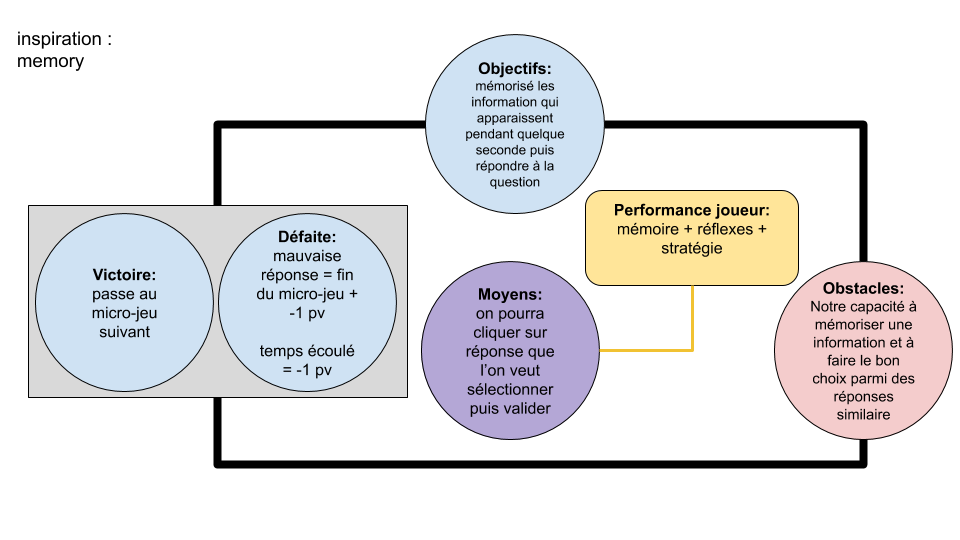 inspiration :
memory
Objectifs:
mémorisé les
information qui
apparaissent
pendant quelque
seconde puis
répondre à la
question
Performance joueur:
mémoire + réflexes +
stratégie
Victoire:
passe au
micro-jeu
suivant
Défaite:
mauvaise
réponse = fin
du micro-jeu +
-1 pv
temps écoulé
= -1 pv
Moyens:
on pourra
cliquer sur
réponse que
l'on veut
sélectionner
puis valider
Obstacles:
Notre capacité à
mémoriser une
information et à
faire le bon
choix parmi des
réponses
similaire